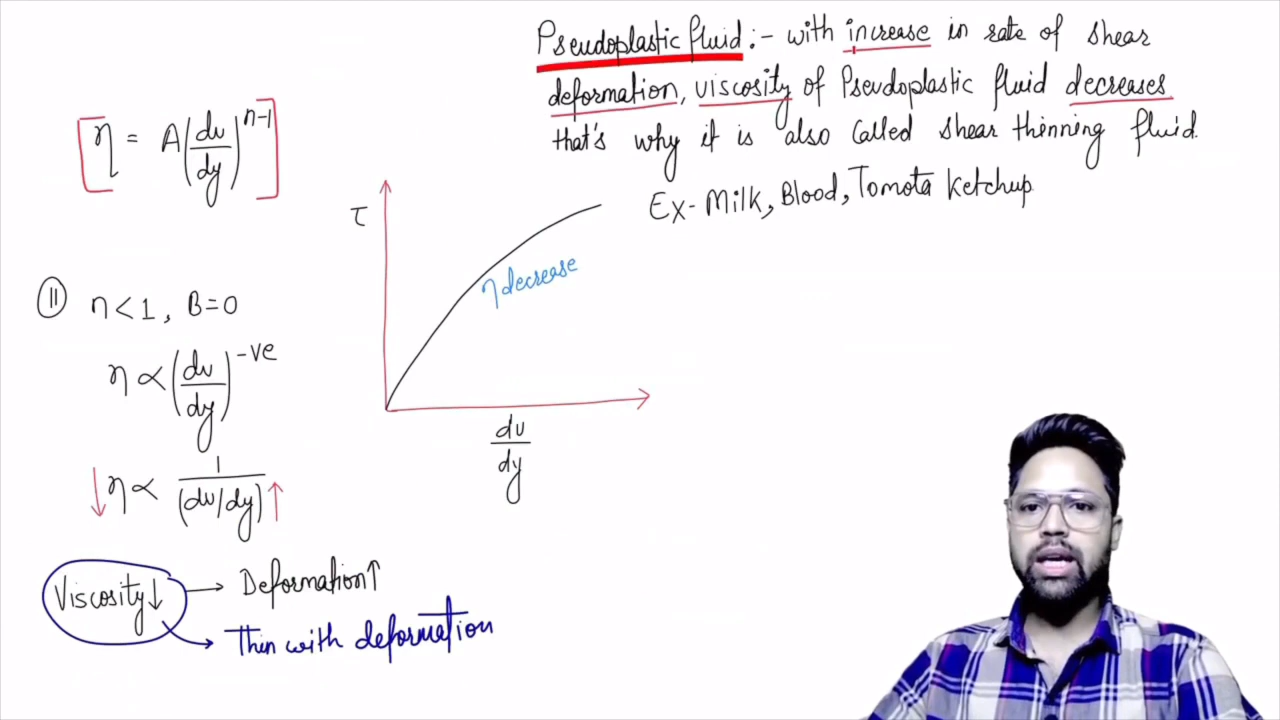 Pseudoplastic fluid :- with increase in rate of shear
deformation, viscosity of Pseudoplastic fluid decreases
that's why it is also called shear thinning fluid.
Ex- Milk, Blood, Tomota Ketchup
[η = A(du/dy)^n-1]
τ
η decrease
du/dy
II n<1, B=0
η ∝ (du/dy)^-ve
↓η ∝ 1/(du/dy)↑
Viscosity↓ → Deformation↑
→ Thin with deformation